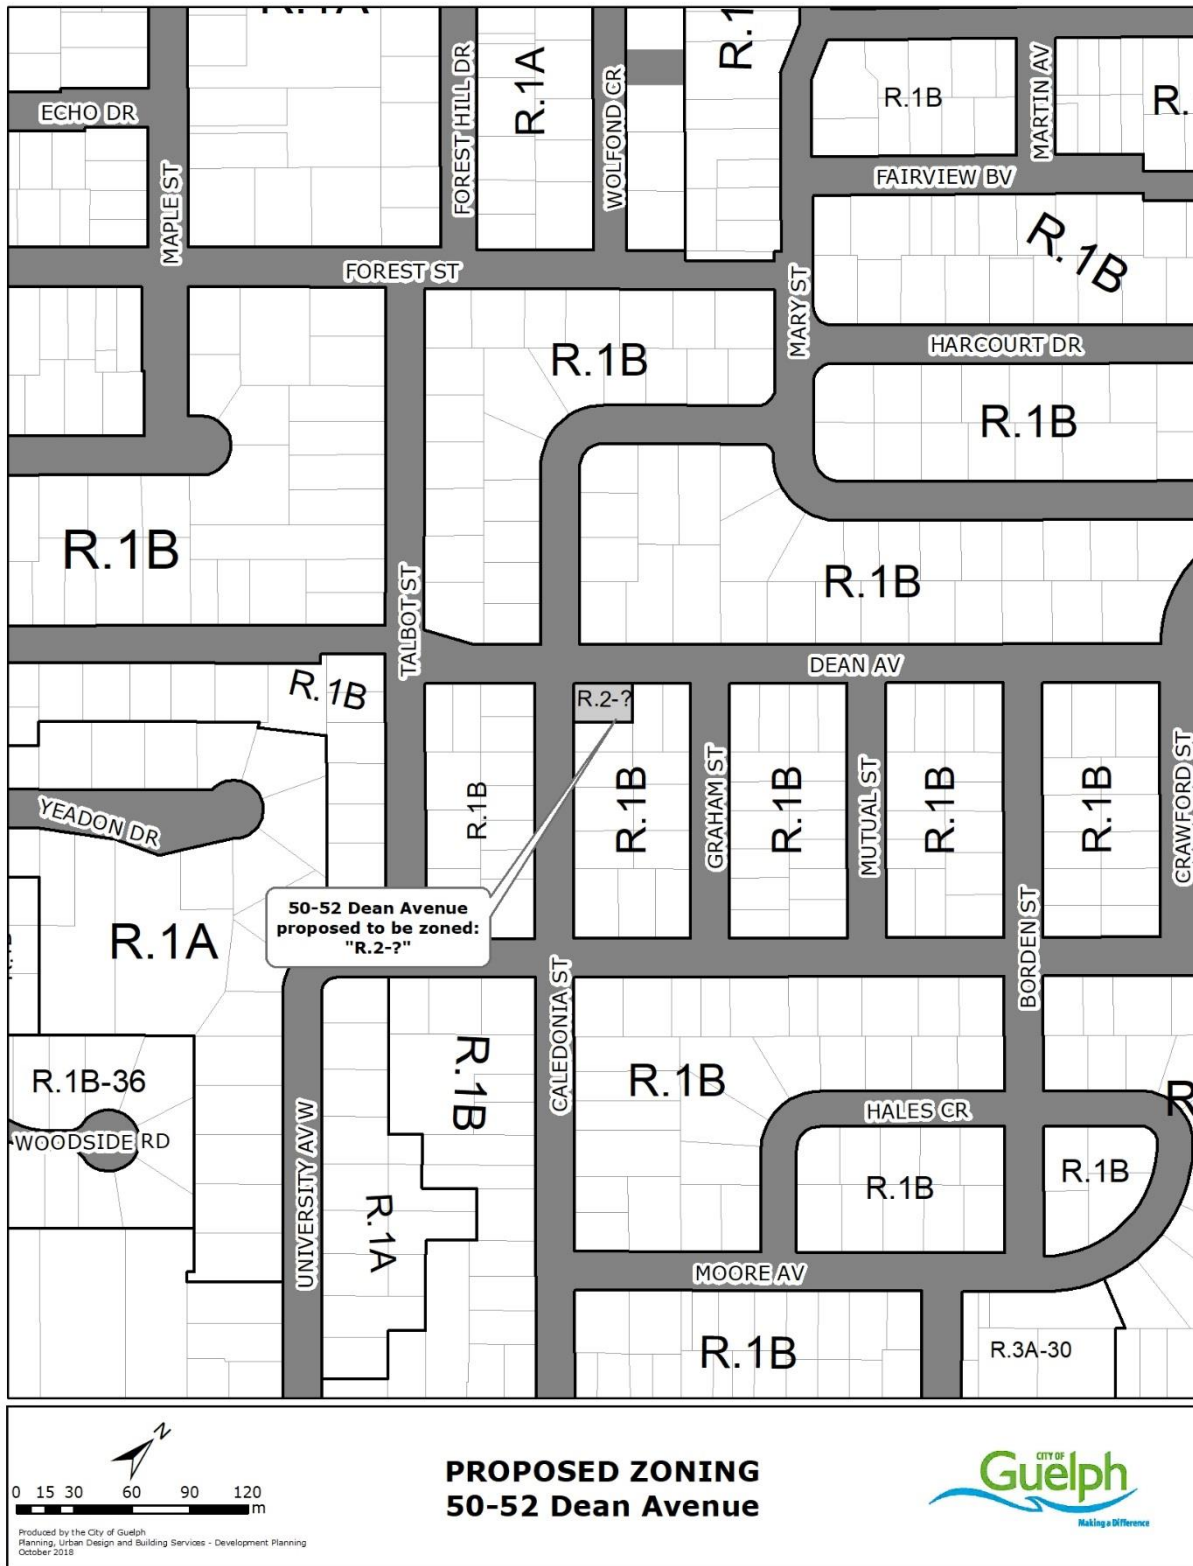 R.1A
R.1A
R.1
R.1B
R.
ECHO DR
MAPLE ST
FOREST HILL DR
WOLFOND CR
MARTIN AV
FAIRVIEW BV
R.1B
FOREST ST
MARY ST
HARCOURT DR
R.1B
R.1B
R.1B
R.1B
TALBOT ST
DEAN AV
R.1B
R.2-?
R.1B
R.1B
R.1B
R.1B
R.1B
YEADON DR
GRAHAM ST
MUTUAL ST
CRAWFORD ST
50-52 Dean Avenue
proposed to be zoned:
"R.2-?"
R.1A
CALEDONIA ST
BORDEN ST
R.1B-36
R.1B
R.1B
R
HALES CR
WOODSIDE RD
UNIVERSITY AV W
R.1A
R.1B
R.1B
MOORE AV
R.1B
R.3A-30
N
0 15 30 60 90 120
m
Produced by the City of Guelph
Planning, Urban Design and Building Services - Development Planning
October 2018
PROPOSED ZONING
50-52 Dean Avenue
CITY OF
Guelph
Making a Difference